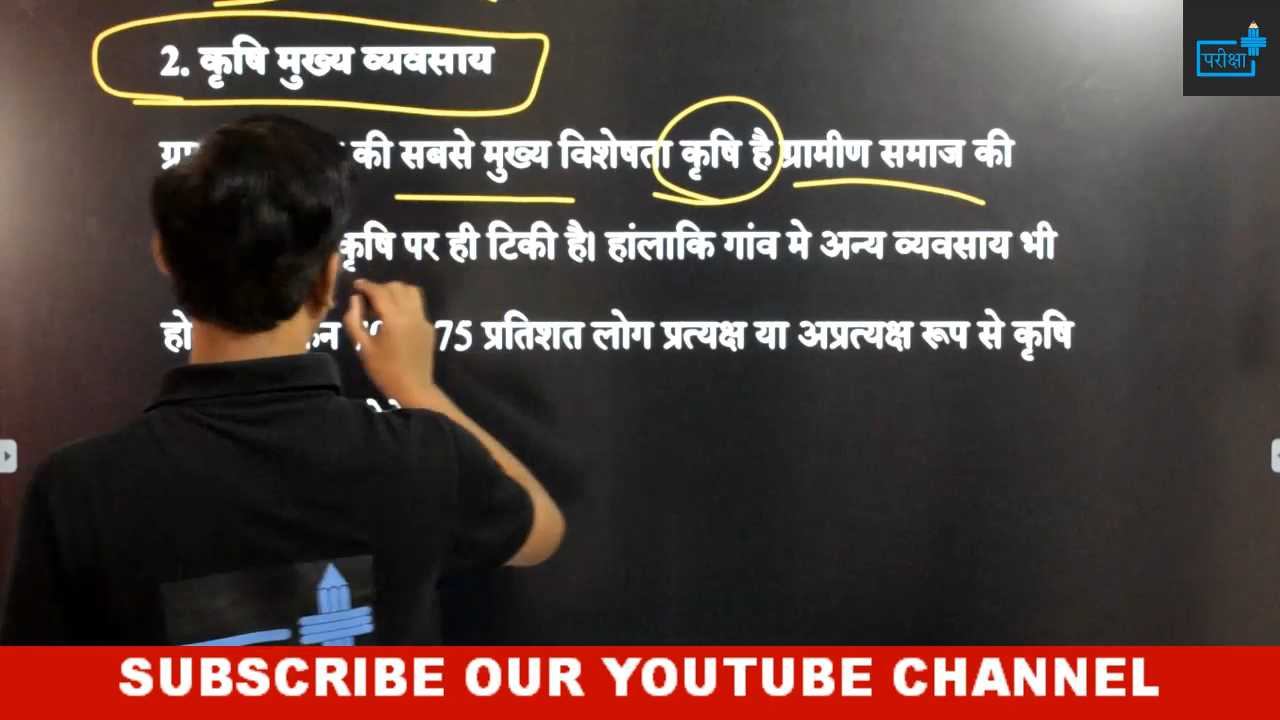 परीक्षा
2. कृषि मुख्य व्यवसाय
की सबसे मुख्य विशेषता कृषि है ग्रामीण समाज की
कृषि पर ही टिकी है। हांलाकि गांव मे अन्य व्यवसाय भी
75 प्रतिशत लोग प्रत्यक्ष या अप्रत्यक्ष रूप से कृषि
SUBSCRIBE OUR YOUTUBE CHANNEL